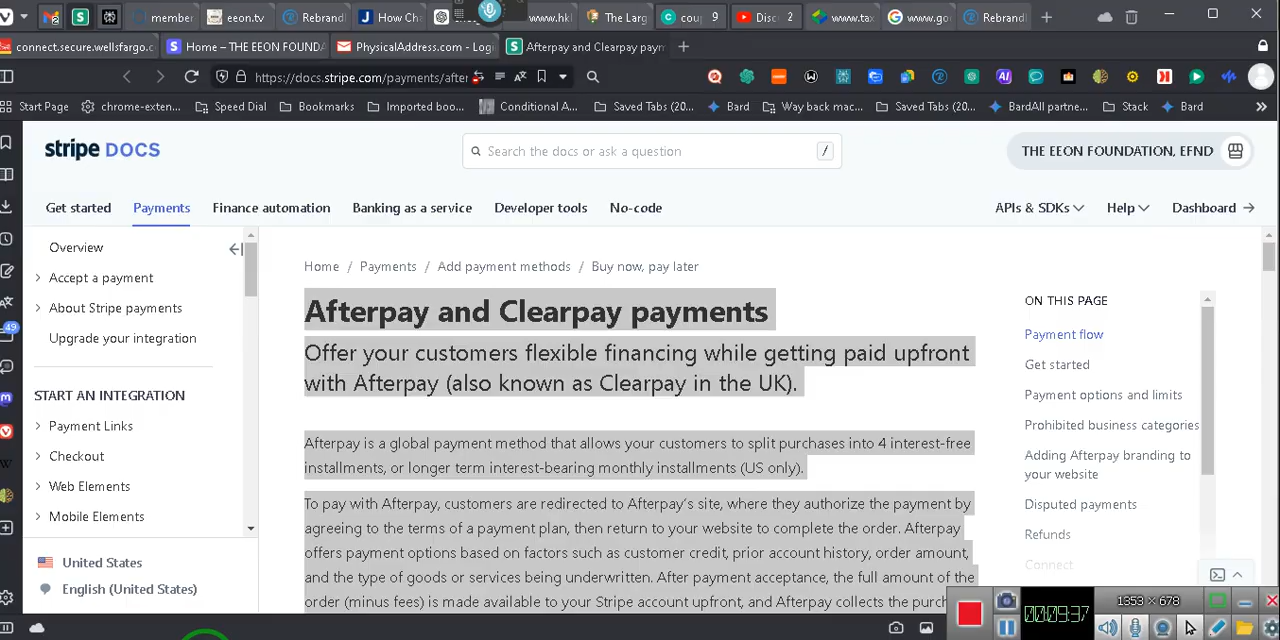 member
eeon.tv
Rebrandi
How Cha
www.hkl
The Larg
cou
9
Disc
2
www.tax
www.go
Rebrandl
connect.secure.wellsfargo.c
Home – THE EEON FOUNDA
PhysicalAddress.com - Logi
Afterpay and Clearpay paym
https://docs.stripe.com/payments/after
Start Page
chrome-exten...
Speed Dial
Bookmarks
Imported boo...
Conditional A...
Saved Tabs (20...
Bard
Way back mac...
Saved Tabs (20...
BardAll partne...
Stack
Bard
stripe DOCS
Search the docs or ask a question
/
THE EEON FOUNDATION, EFND
Get started
Payments
Finance automation
Banking as a service
Developer tools
No-code
APIs & SDKs
Help
Dashboard
Overview
Accept a payment
About Stripe payments
Upgrade your integration
START AN INTEGRATION
Payment Links
Checkout
Web Elements
Mobile Elements
United States
English (United States)
49
Home / Payments / Add payment methods / Buy now, pay later
Afterpay and Clearpay payments
Offer your customers flexible financing while getting paid upfront
with Afterpay (also known as Clearpay in the UK).
Afterpay is a global payment method that allows your customers to split purchases into 4 interest-free
installments, or longer term interest-bearing monthly installments (US only).
To pay with Afterpay, customers are redirected to Afterpay's site, where they authorize the payment by
agreeing to the terms of a payment plan, then return to your website to complete the order. Afterpay
offers payment options based on factors such as customer credit, prior account history, order amount,
and the type of goods or services being underwritten. After payment acceptance, the full amount of the
order (minus fees) is made available to your Stripe account upfront, and Afterpay collects the purch
ON THIS PAGE
Payment flow
Get started
Payment options and limits
Prohibited business categories
Adding Afterpay branding to
your website
Disputed payments
Refunds
Connect
00:09:37
1353 × 678